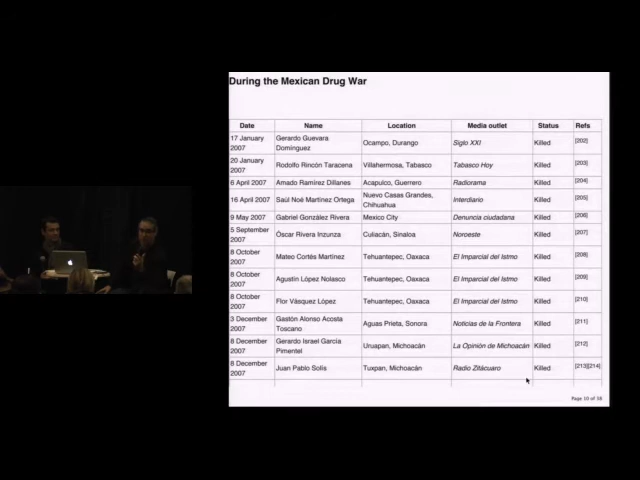 During the Mexican Drug War
Date Name Location Media outlet Status Refs
17 January 2007 Gerardo Guevara Domínguez Ocampo, Durango Siglo XXI Killed [202]
20 January 2007 Rodolfo Rincón Taracena Villahermosa, Tabasco Tabasco Hoy Killed [203]
6 April 2007 Amado Ramírez Dillanes Acapulco, Guerrero Radiorama Killed [204]
16 April 2007 Saúl Noé Martínez Ortega Nuevo Casas Grandes, Chihuahua Interdiario Killed [205]
9 May 2007 Gabriel González Rivera Mexico City Denuncia ciudadana Killed [206]
5 September 2007 Óscar Rivera Inzunza Culiacán, Sinaloa Noroeste Killed [207]
8 October 2007 Mateo Cortés Martínez Tehuantepec, Oaxaca El Imparcial del Istmo Killed [208]
8 October 2007 Agustín López Nolasco Tehuantepec, Oaxaca El Imparcial del Istmo Killed [209]
8 October 2007 Flor Vásquez López Tehuantepec, Oaxaca El Imparcial del Istmo Killed [210]
3 December 2007 Gastón Alonso Acosta Toscano Aguas Prieta, Sonora Noticias de la Frontera Killed [211]
8 December 2007 Gerardo Israel García Pimentel Uruapan, Michoacán La Opinión de Michoacán Killed [212]
8 December 2007 Juan Pablo Solís Tuxpan, Michoacán Radio Zitácuaro Killed [213][214]
Page 10 of 38